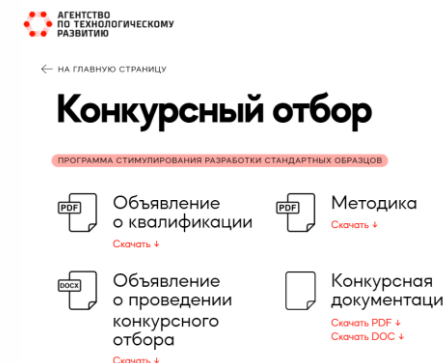 АГЕНТСТВО
ПО ТЕХНОЛОГИЧЕСКОМУ
РАЗВИТИЮ
← НА ГЛАВНУЮ СТРАНИЦУ
Конкурсный отбор
ПРОГРАММА СТИМУЛИРОВАНИЯ РАЗРАБОТКИ СТАНДАРТНЫХ ОБРАЗЦОВ
PDF
Объявление
о квалификации
Скачать ↓
PDF
Методика
Скачать ↓
DOCX
Объявление
о проведении
конкурсного
отбора
Скачать ↓
Конкурсная
документаци
Скачать PDF ↓
Скачать DOC ↓